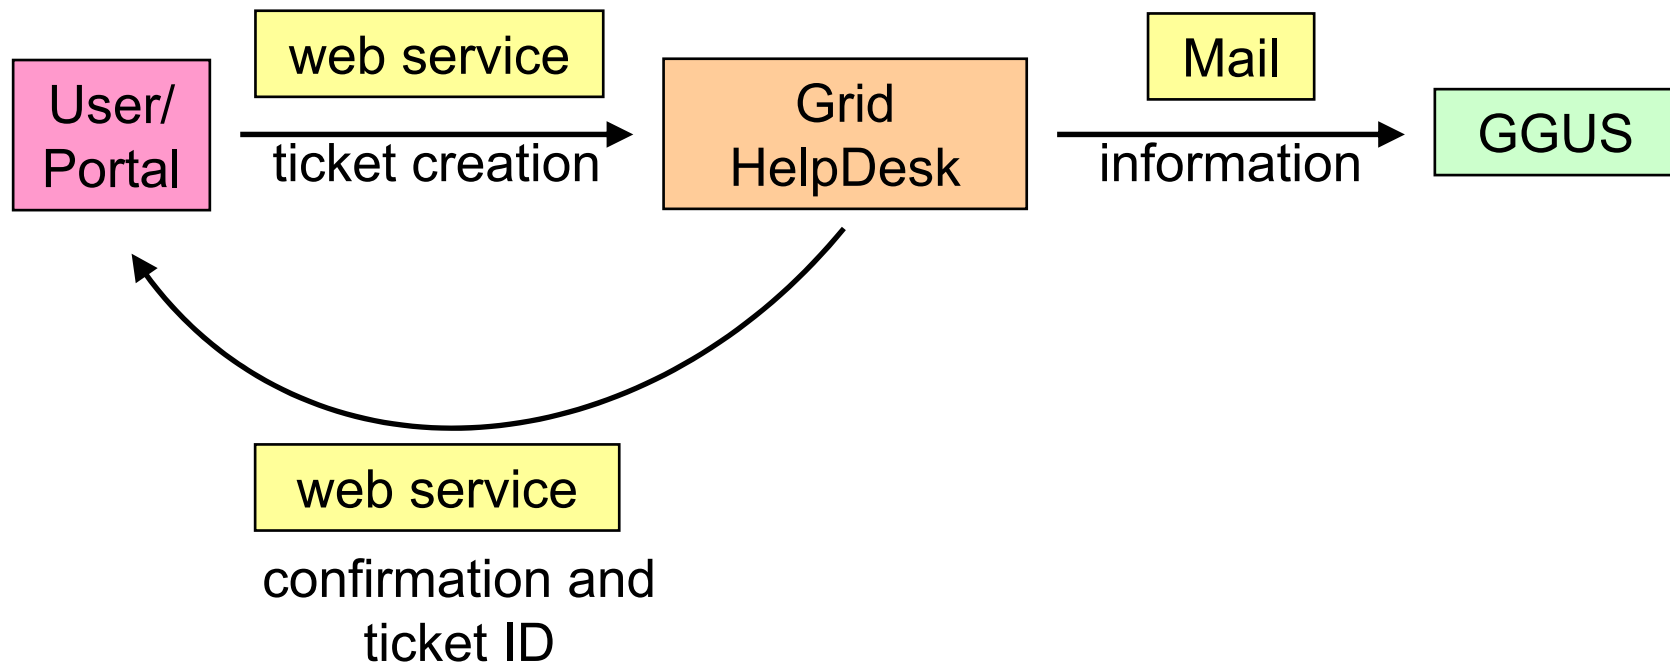 web service
Mail
User/
Portal
ticket creation
Grid
HelpDesk
information
GGUS
web service
confirmation and
ticket ID